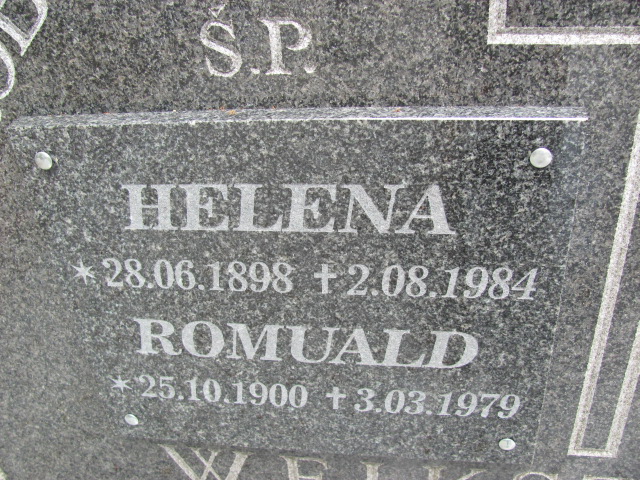 Ś.P.
HELENA
* 28.06.1898 † 2.08.1984
ROMUALD
* 25.10.1900 † 3.03.1979